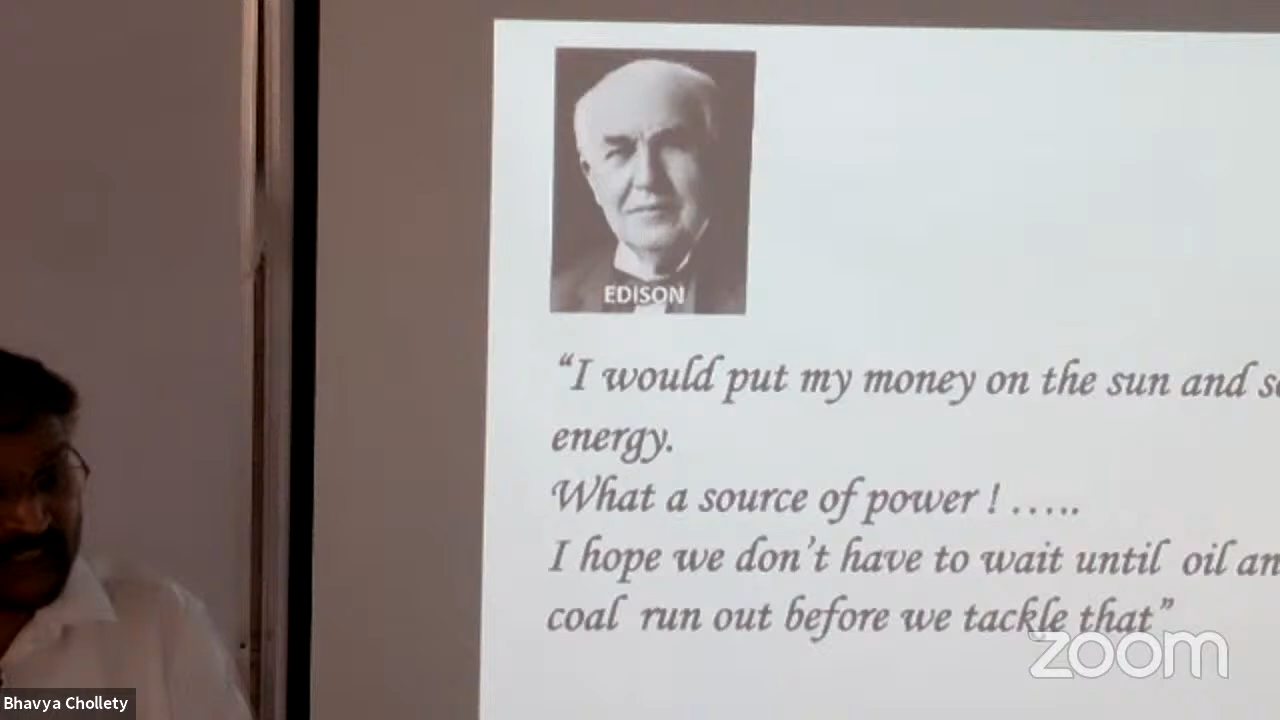 EDISON
“I would put my money on the sun and
energy.
What a source of power ! .....
I hope we don’t have to wait until oil
coal run out before we tackle that”
zoom
Bhavya Chollety